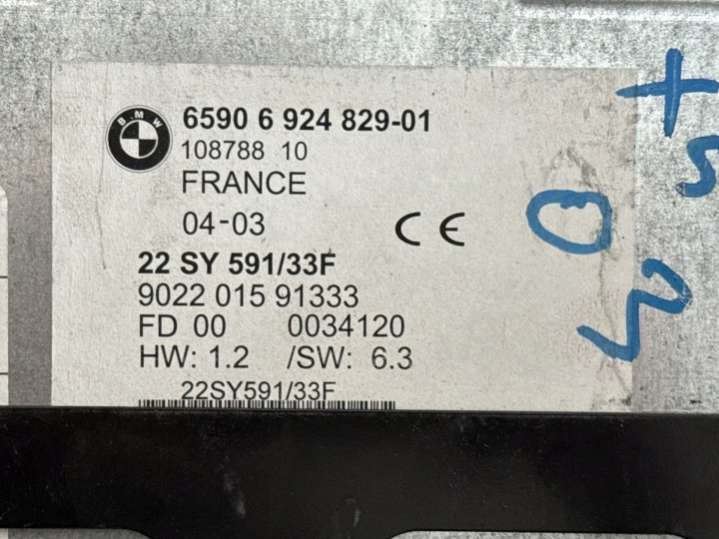 BMW
6590 6 924 829-01
108788 10
FRANCE
04-03
CE
22 SY 591/33F
9022 015 91333
FD 00 0034120
HW: 1.2 /SW: 6.3
22SY591/33F